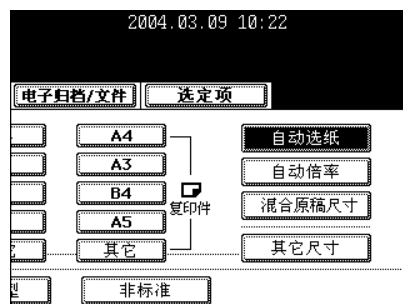 2004.03.09 10:22
电子归档/文件 选定项
A4 自动选纸
A3 自动倍率
B4 复印件 混合原稿尺寸
A5
其它 其它尺寸
型 非标准